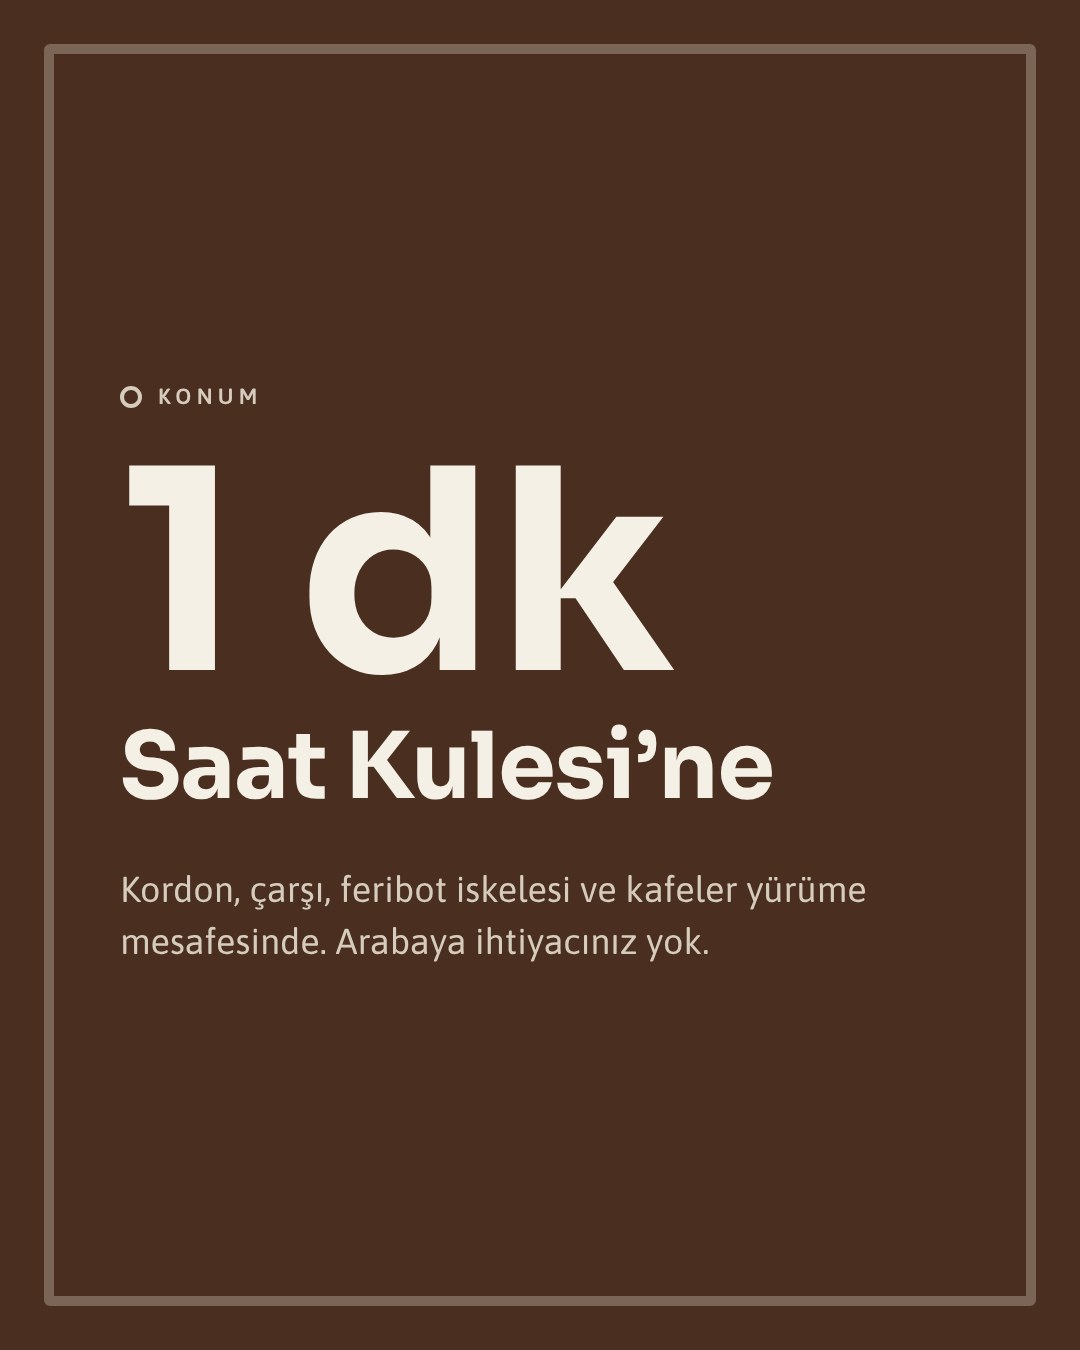 KONUM
1 dk
Saat Kulesi’ne
Kordon, çarşı, feribot iskelesi ve kafeler yürüme
mesafesinde. Arabaya ihtiyacınız yok.